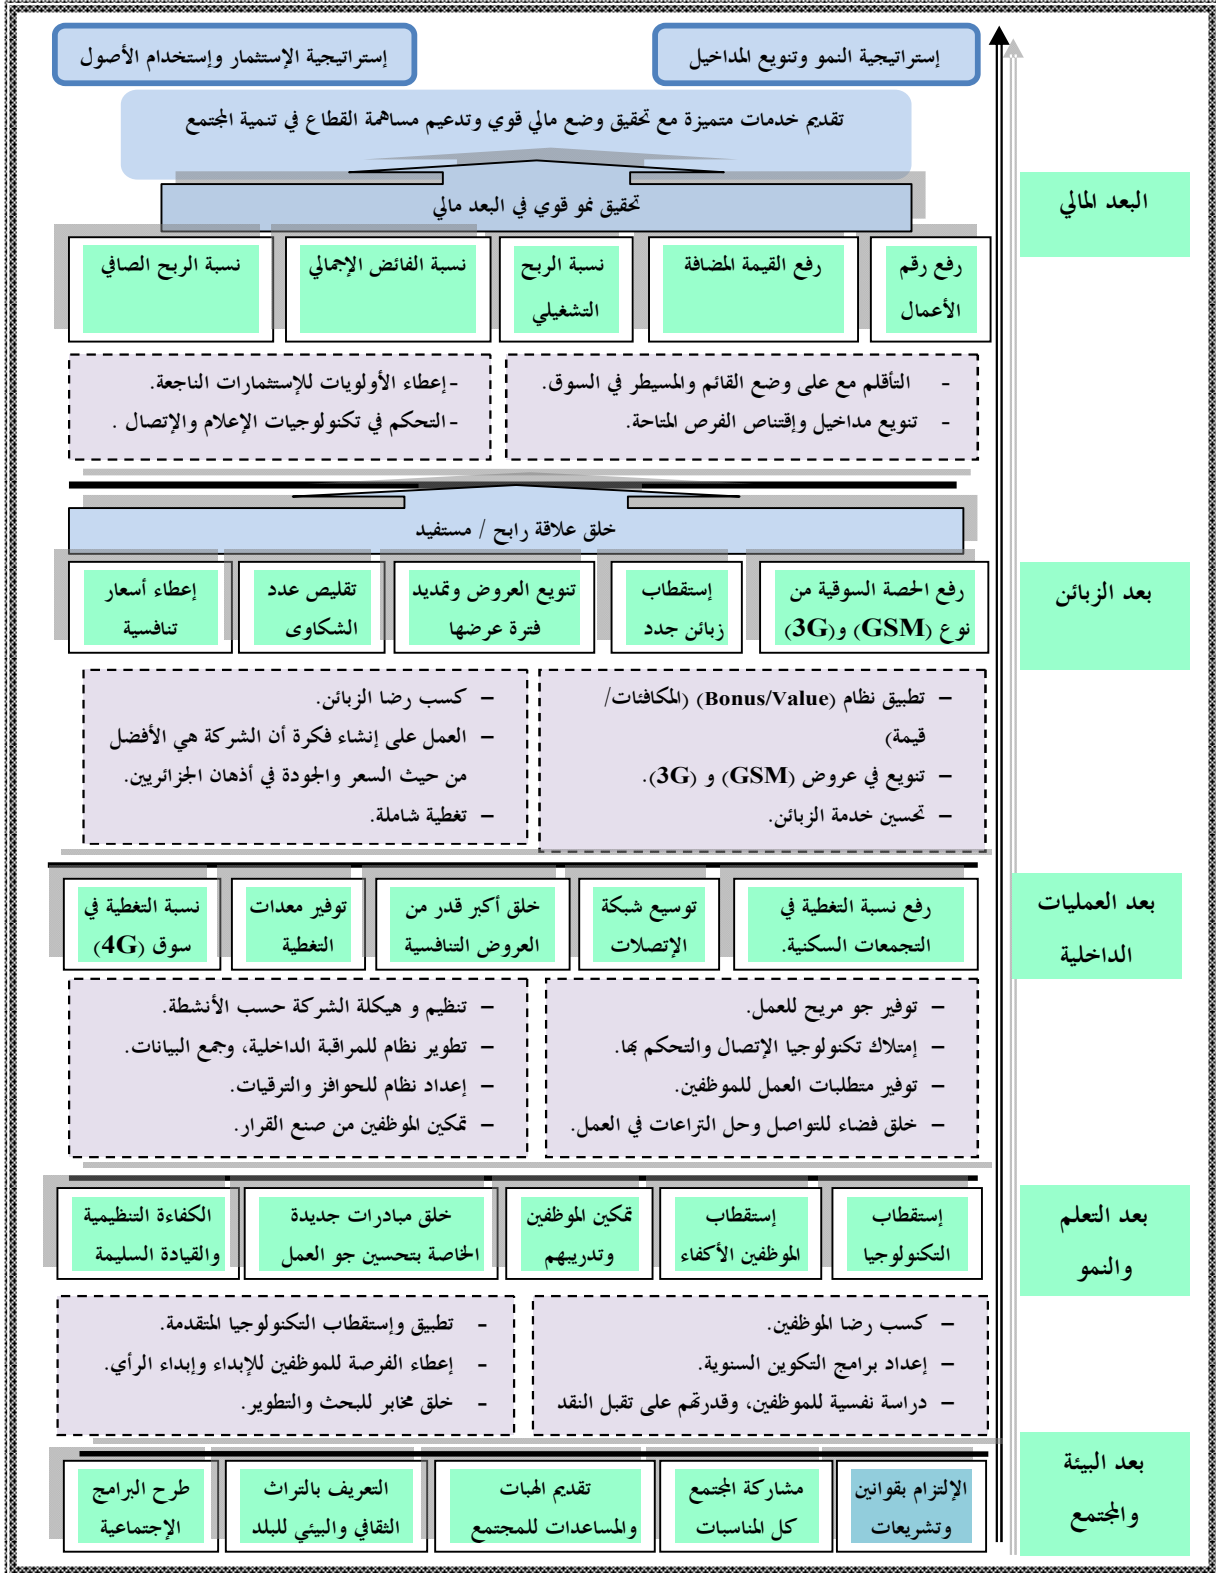 إستراتيجية النمو وتنويع المداخيل
إستراتيجية الإستثمار وإستخدام الأصول
تقديم خدمات متميزة مع تحقيق وضع مالي قوي وتدعيم مساهمة القطاع في تنمية المجتمع
البعد المالي
تحقيق نمو قوي في البعد مالي
رفع رقم
الأعمال
رفع القيمة المضافة
نسبة الربح
التشغيلي
نسبة الفائض الإجمالي
نسبة الربح الصافي
- التأقلم مع على وضع القائم والمسيطر في السوق.
- تنويع مداخيل وإقتناص الفرص المتاحة.
-إعطاء الأولويات للإستثمارات الناجعة.
-التحكم في تكنولوجيات الإعلام والإتصال .
خلق علاقة رابح / مستفيد
بعد الزبائن
رفع الحصة السوقية من
نوع (GSM) و(3G)
إستقطاب
زبائن جدد
تنويع العروض وتمديد
فترة عرضها
تقليص عدد
الشكاوى
إعطاء أسعار
تنافسية
– تطبيق نظام (Bonus/Value) (المكافئات/
قيمة)
– تنويع في عروض (GSM) و (3G).
– تحسين خدمة الزبائن.
– كسب رضا الزبائن.
– العمل على إنشاء فكرة أن الشركة هي الأفضل
من حيث السعر والجودة في أذهان الجزائريين.
– تغطية شاملة.
بعد العمليات
الداخلية
رفع نسبة التغطية في
التجمعات السكنية.
توسيع شبكة
الإتصلات
خلق أكبر قدر من
العروض التنافسية
توفير معدات
التغطية
نسبة التغطية في
سوق (4G)
– توفير جو مريح للعمل.
– إمتلاك تكنولوجيا الإتصال والتحكم بها.
– توفير متطلبات العمل للموظفين.
– خلق فضاء للتواصل وحل التراعات في العمل.
– تنظيم و هيكلة الشركة حسب الأنشطة.
– تطوير نظام للمراقبة الداخلية، وجمع البيانات.
– إعداد نظام للحوافز والترقيات.
– تمكين الموظفين من صنع القرار.
بعد التعلم
والنمو
إستقطاب
التكنولوجيا
إستقطاب
الموظفين الأكفاء
تمكين الموظفين
وتدريبهم
خلق مبادرات جديدة
الخاصة بتحسين جو العمل
الكفاءة التنظيمية
والقيادة السليمة
– كسب رضا الموظفين.
– إعداد برامج التكوين السنوية.
– دراسة نفسية للموظفين، وقدرتهم على تقبل النقد
- تطبيق وإستقطاب التكنولوجيا المتقدمة.
- إعطاء الفرصة للموظفين للإبداء وإبداء الرأي.
- خلق مخابر للبحث والتطوير.
بعد البيئة
والمجتمع
الإلتزام بقوانين
وتشريعات
مشاركة المجتمع
كل المناسبات
تقديم الهبات
والمساعدات للمجتمع
التعريف بالتراث
الثقافي والبيئي للبلد
طرح البرامج
الإجتماعية